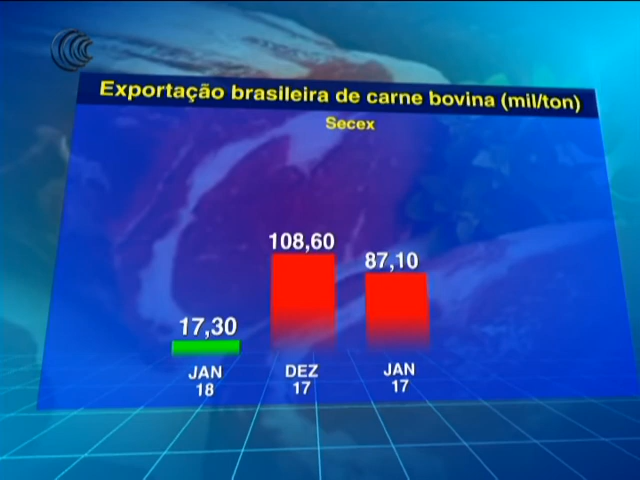 Exportação brasileira de carne bovina (mil/ton)
Secex
108,60
87,10
17,30
JAN
18
DEZ
17
JAN
17